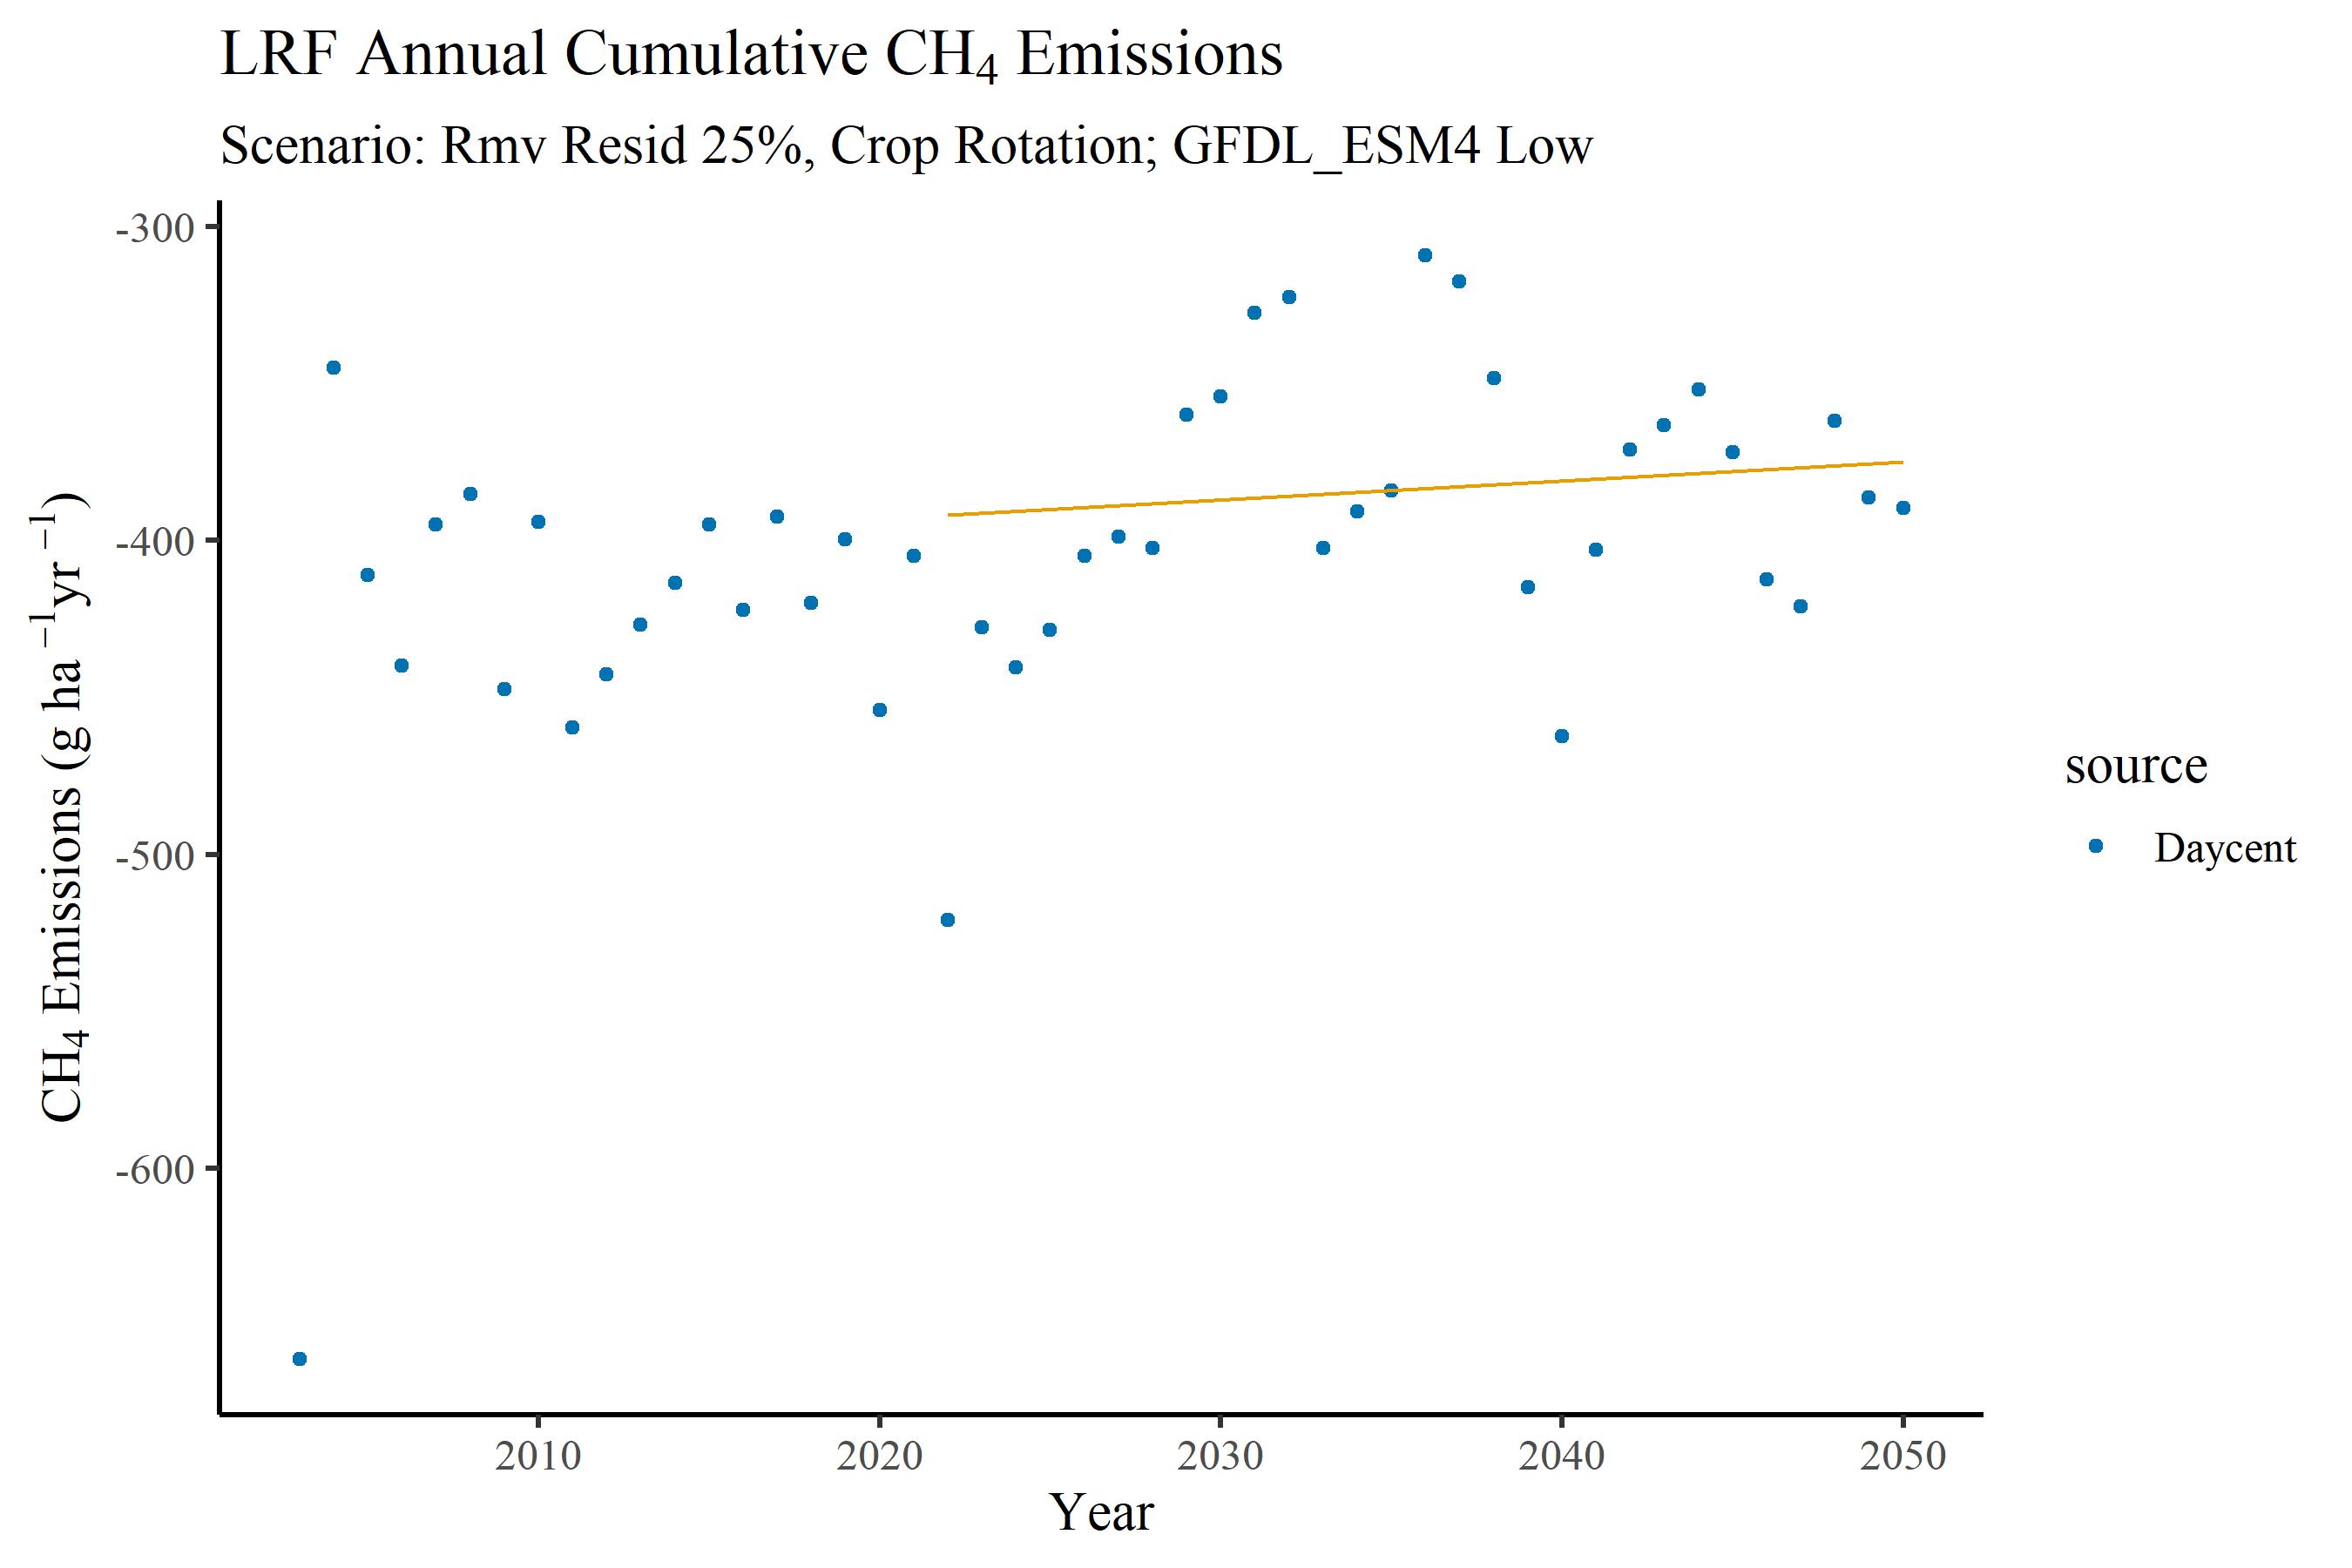 LRF Annual Cumulative CH₄ Emissions
Scenario: Rmv Resid 25%, Crop Rotation; GFDL_ESM4 Low
CH₄ Emissions (g ha ⁻¹yr ⁻¹)
-300
-400
-500
-600
2010 2020 2030 2040 2050
Year
source
Daycent